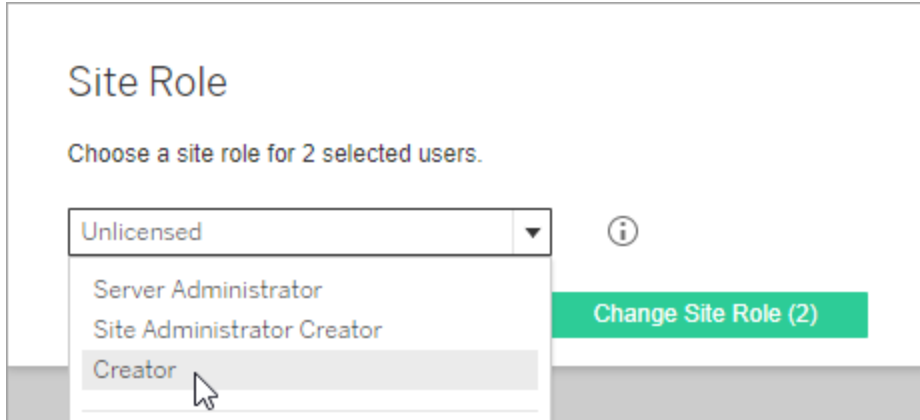 Site Role
Choose a site role for 2 selected users.
Unlicensed
Server Administrator
Site Administrator Creator
Change Site Role (2)
Creator